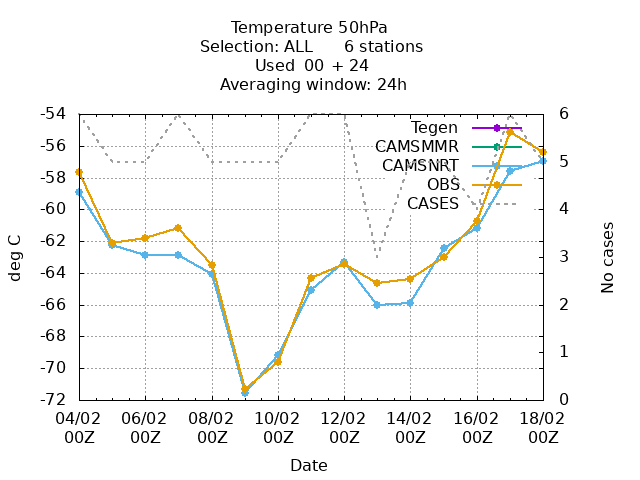 Temperature 50hPa
Selection: ALL      6 stations
Used  00 + 24
Averaging window: 24h
-54
-56
-58
-60
-62
-64
-66
-68
-70
-72
deg C
6
5
4
3
2
1
0
No cases
Tegen
CAMSMMR
CAMSNRT
OBS
CASES
04/02 06/02 08/02 10/02 12/02 14/02 16/02 18/02
00Z 00Z 00Z 00Z 00Z 00Z 00Z 00Z
Date